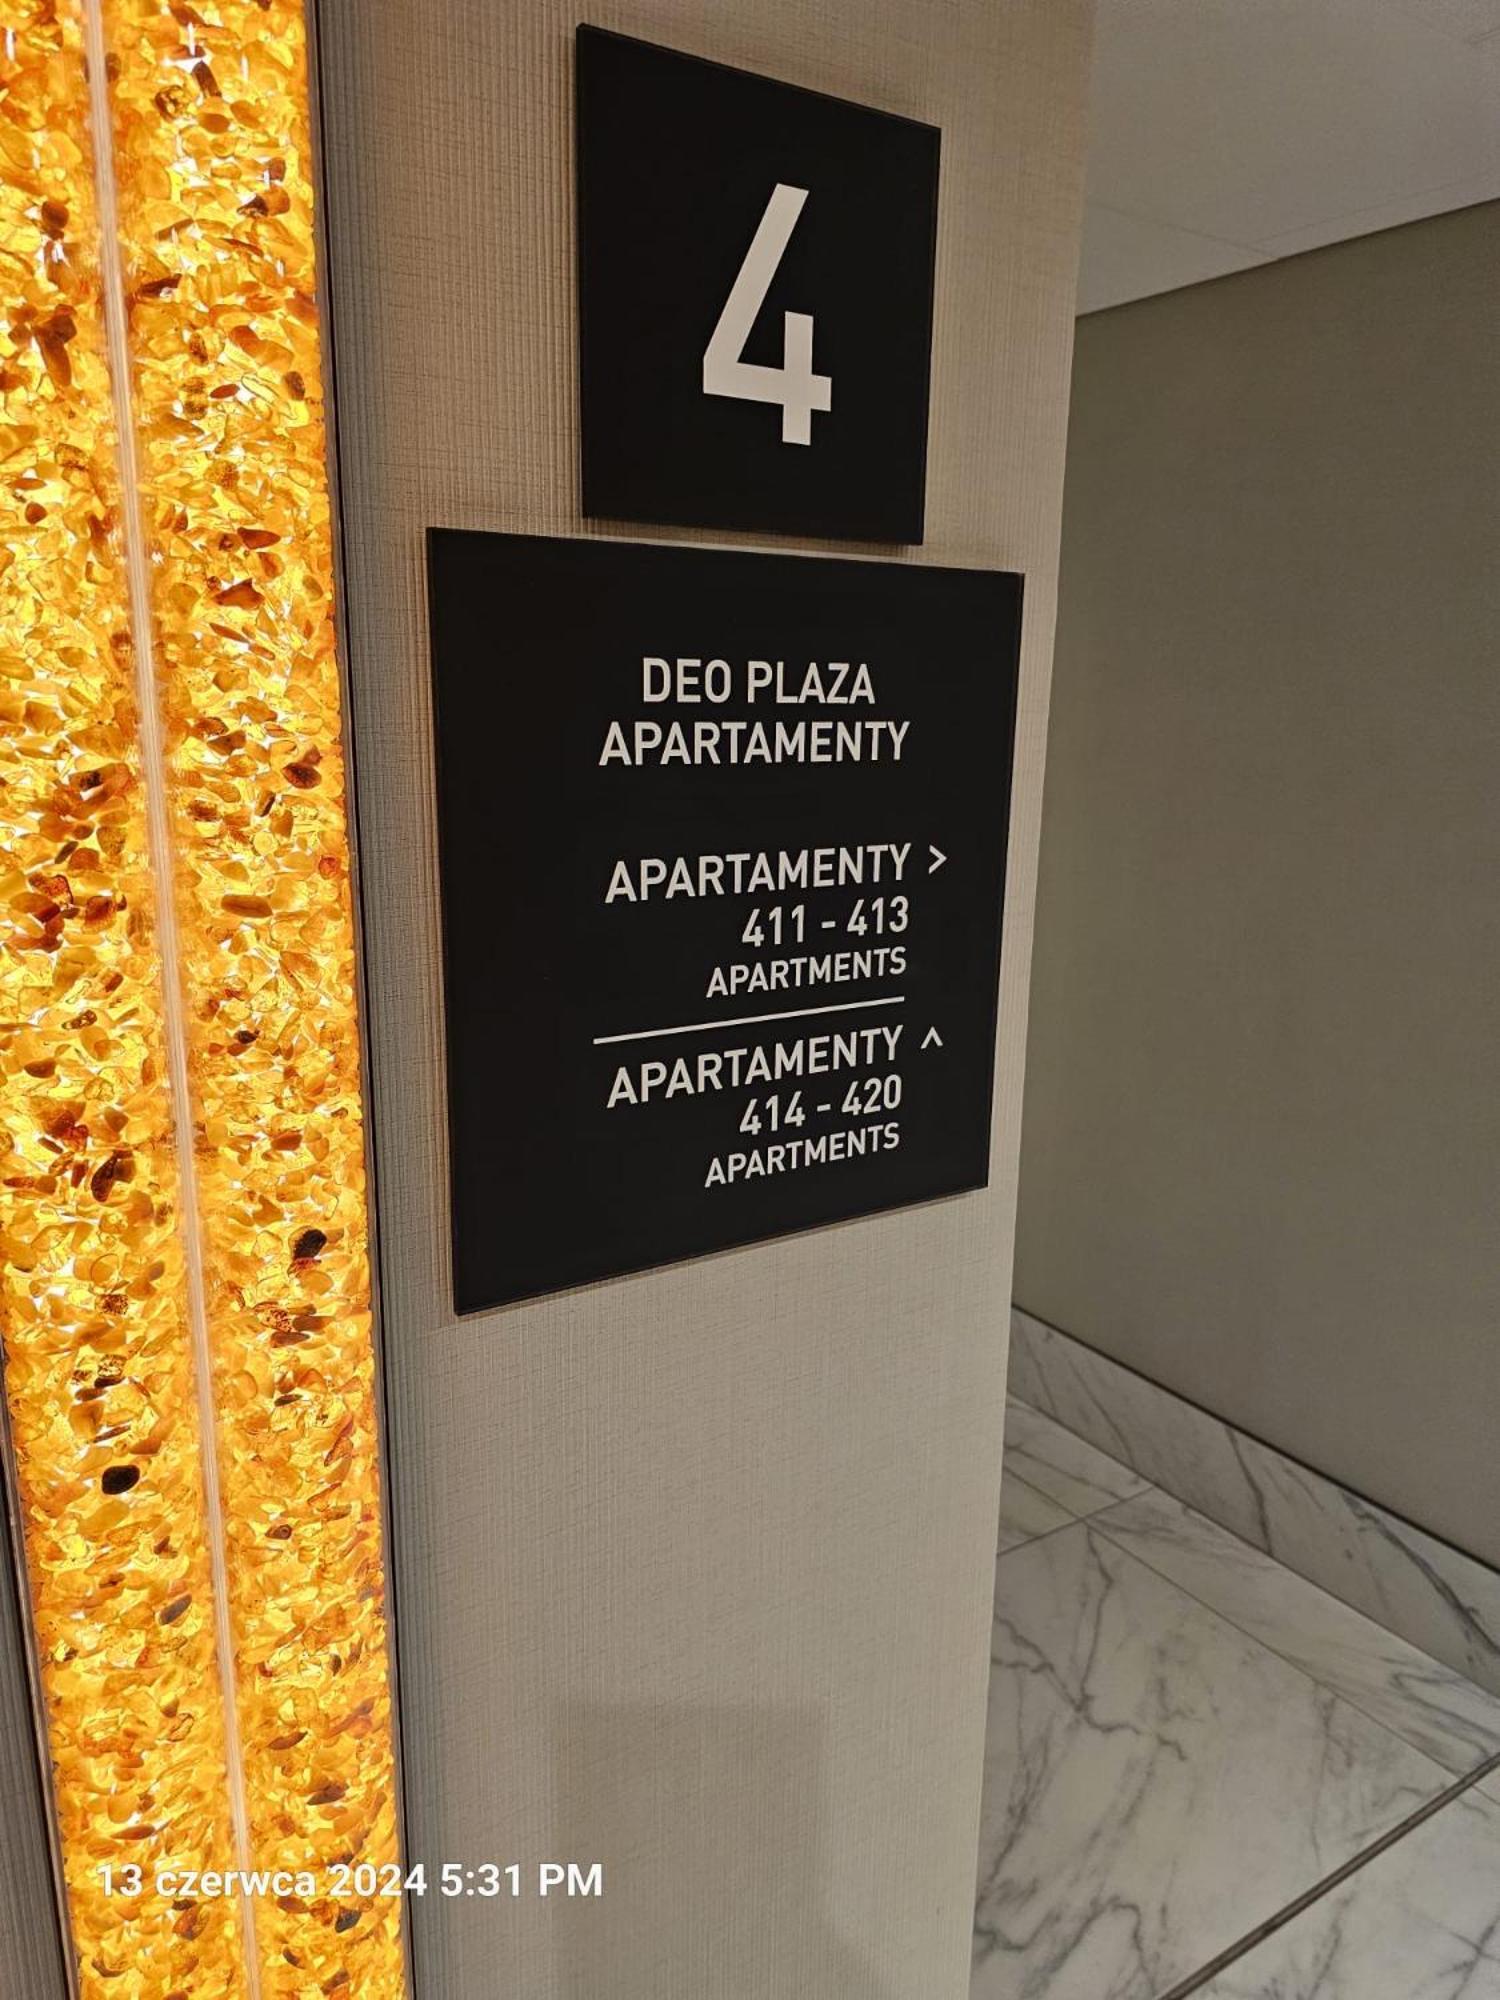 4
DEO PLAZA
APARTAMENTY
APARTAMENTY >
411 - 413
APARTMENTS
APARTAMENTY ^
414 - 420
APARTMENTS
13 czerwca 2024 5:31 PM